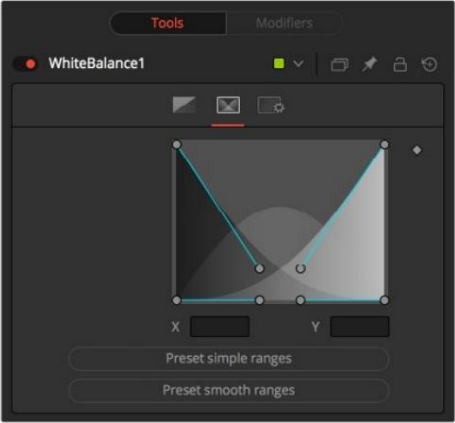 Tools Modifiers
WhiteBalance1
X Y
Preset simple ranges
Preset smooth ranges